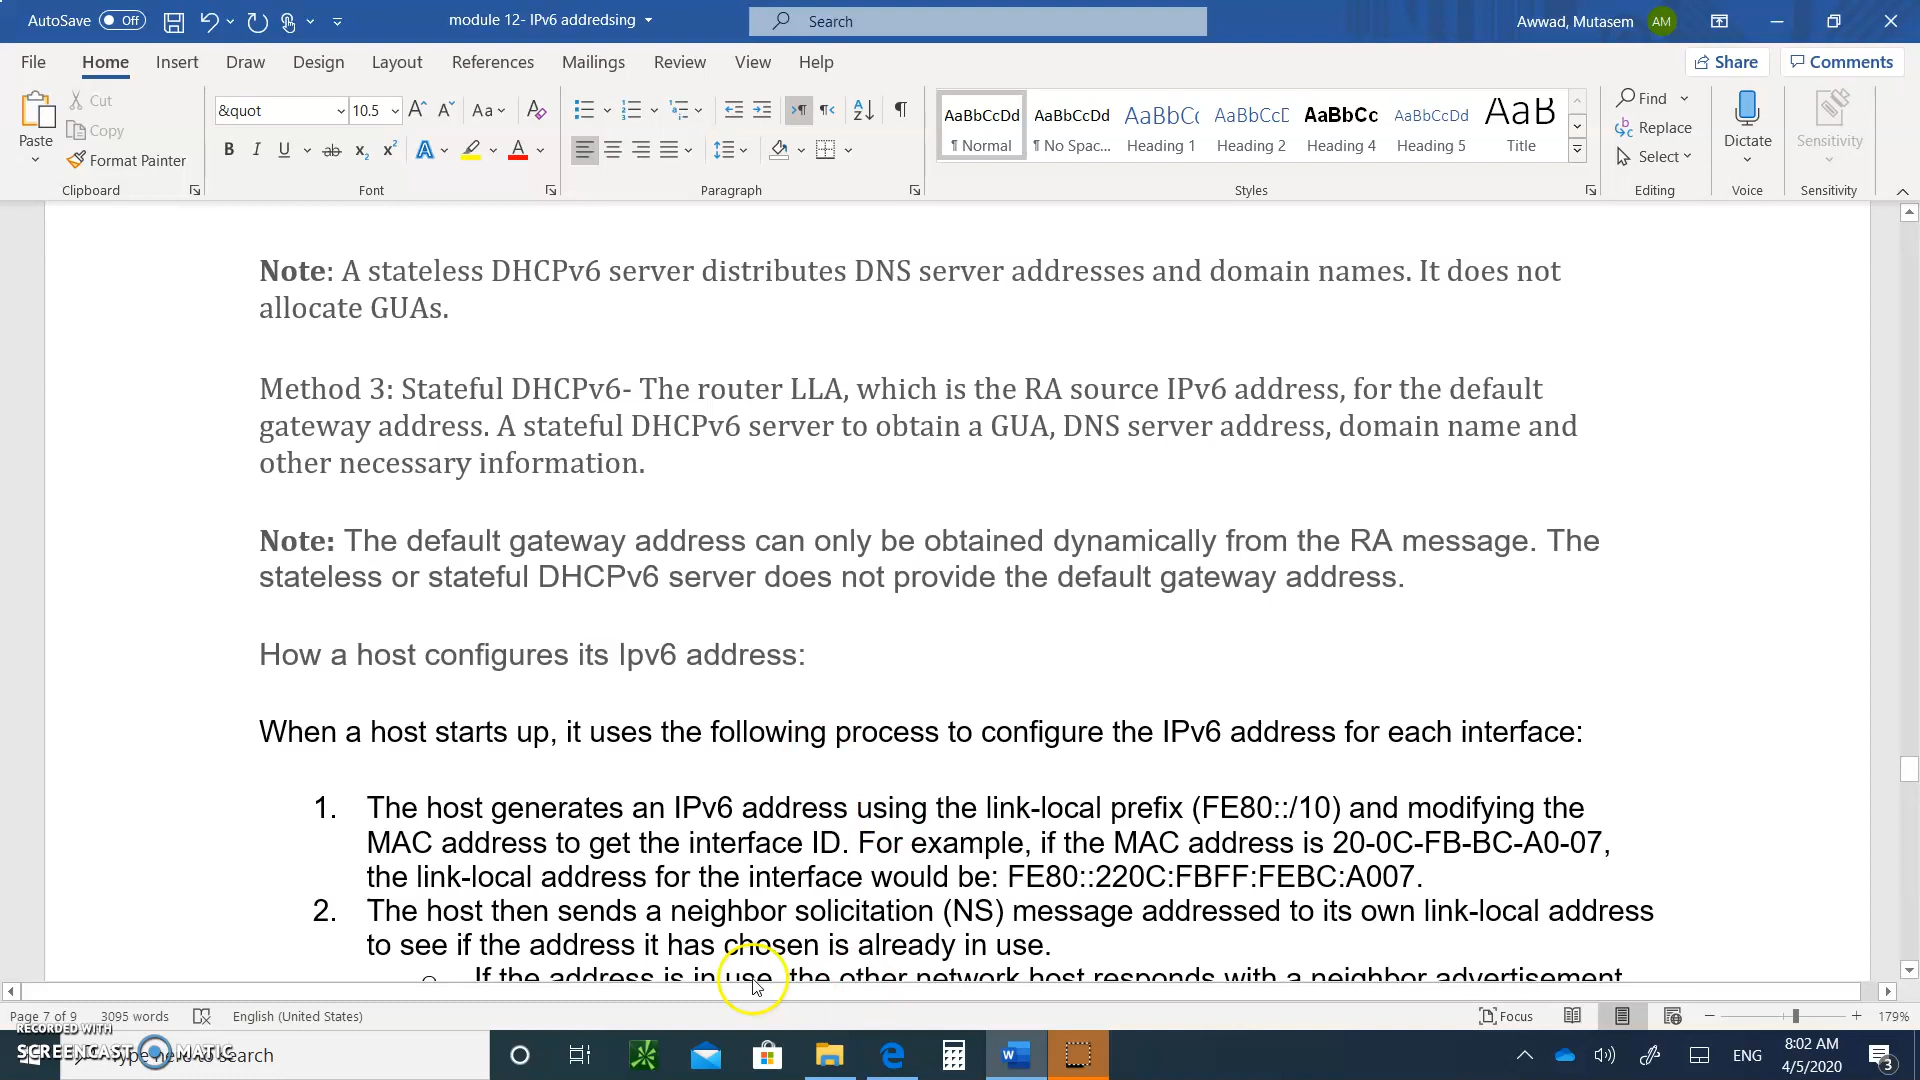 AutoSave Off module 12- IPv6 addredsing Search Awwad, Mutasem AM
File Home Insert Draw Design Layout References Mailings Review View Help Share Comments
Paste Cut Copy Format Painter
&quot 10.5 Aa
AaBbCcDd AaBbCcDd AaBbCc AaBbCcD AaBbCc AaBbCcDd AaB
¶ Normal ¶ No Spac... Heading 1 Heading 2 Heading 4 Heading 5 Title
Find Replace Select Dictate Sensitivity
Clipboard Font Paragraph Styles Editing Voice Sensitivity
Note: A stateless DHCPv6 server distributes DNS server addresses and domain names. It does not
allocate GUAs.
Method 3: Stateful DHCPv6- The router LLA, which is the RA source IPv6 address, for the default
gateway address. A stateful DHCPv6 server to obtain a GUA, DNS server address, domain name and
other necessary information.
Note: The default gateway address can only be obtained dynamically from the RA message. The
stateless or stateful DHCPv6 server does not provide the default gateway address.
How a host configures its Ipv6 address:
When a host starts up, it uses the following process to configure the IPv6 address for each interface:
1. The host generates an IPv6 address using the link-local prefix (FE80::/10) and modifying the
MAC address to get the interface ID. For example, if the MAC address is 20-0C-FB-BC-A0-07,
the link-local address for the interface would be: FE80::220C:FBFF:FEBC:A007.
2. The host then sends a neighbor solicitation (NS) message addressed to its own link-local address
to see if the address it has chosen is already in use.
If the address is in use, the other network host responds with a neighbor advertisement
Page 7 of 9 3095 words English (United States) Focus 179%
RECORDED WITH
SCREENCAST MATIC
Type here to search
ENG 8:02 AM
4/5/2020 3